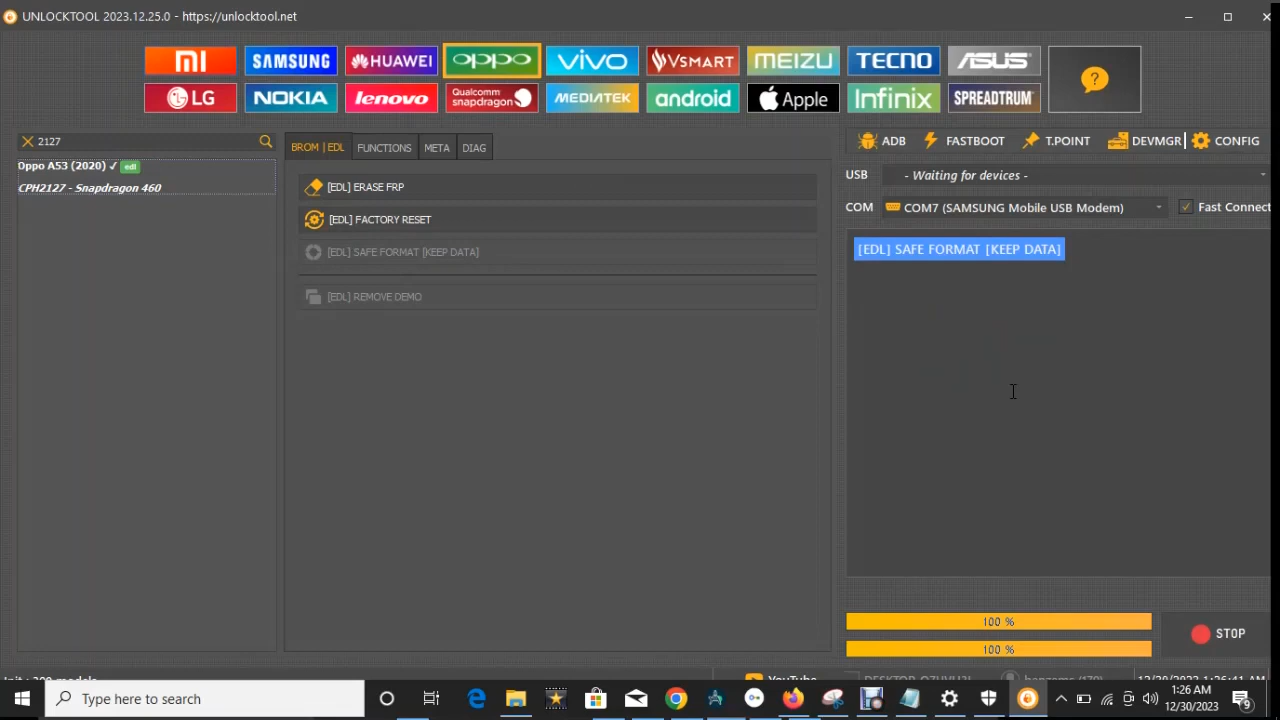 UNLOCKTOOL 2023.12.25.0 - https://unlocktool.net
SAMSUNG HUAWEI oppo vivo VSMART MEIZU TECNO ASUS ?
LG NOKIA lenovo Qualcomm snapdragon MEDIATEK android Apple Infinix SPREADTRUM
2127
Oppo A53 (2020) ✓ edl
CPH2127 - Snapdragon 460
BROM | EDL FUNCTIONS META DIAG
[EDL] ERASE FRP
[EDL] FACTORY RESET
[EDL] SAFE FORMAT [KEEP DATA]
[EDL] REMOVE DEMO
ADB FASTBOOT T.POINT DEVMGR CONFIG
USB - Waiting for devices -
COM COM7 (SAMSUNG Mobile USB Modem) Fast Connect
[EDL] SAFE FORMAT [KEEP DATA]
100 %
100 %
STOP
YouTube
Type here to search
1:26 AM
12/30/2023
9